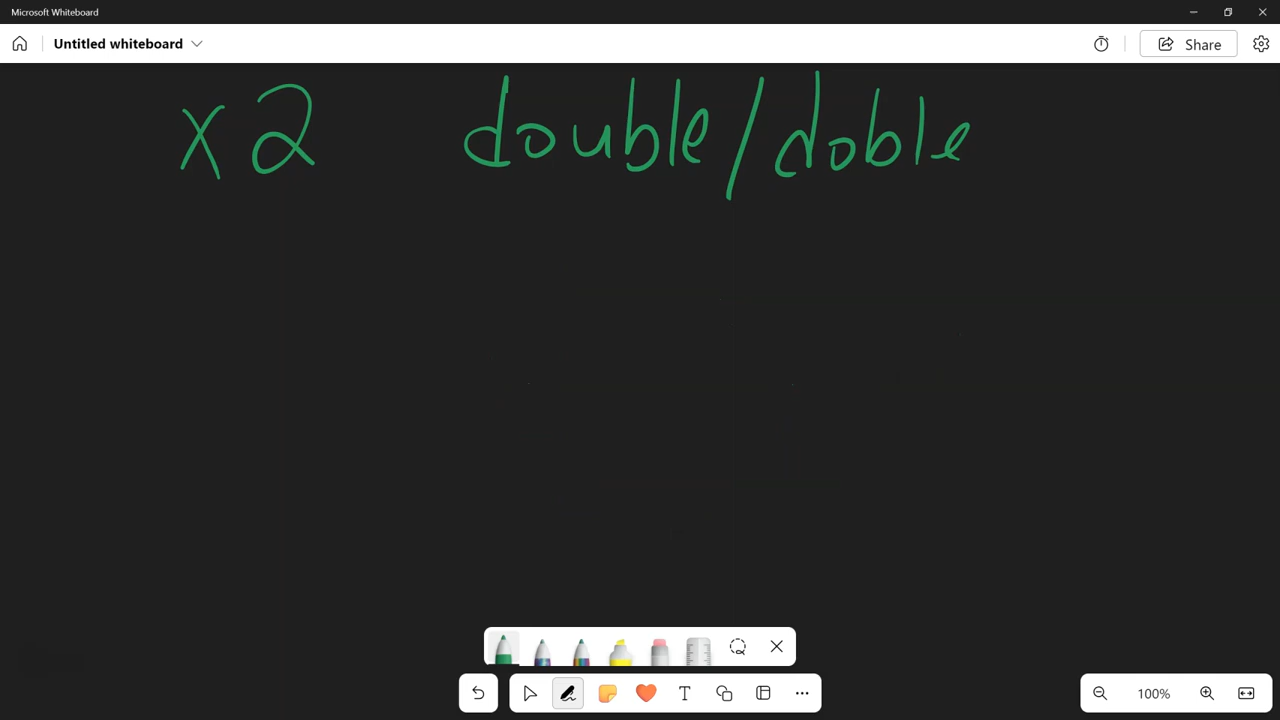 Microsoft Whiteboard
Untitled whiteboard
Share
x2 double/doble
T
100%